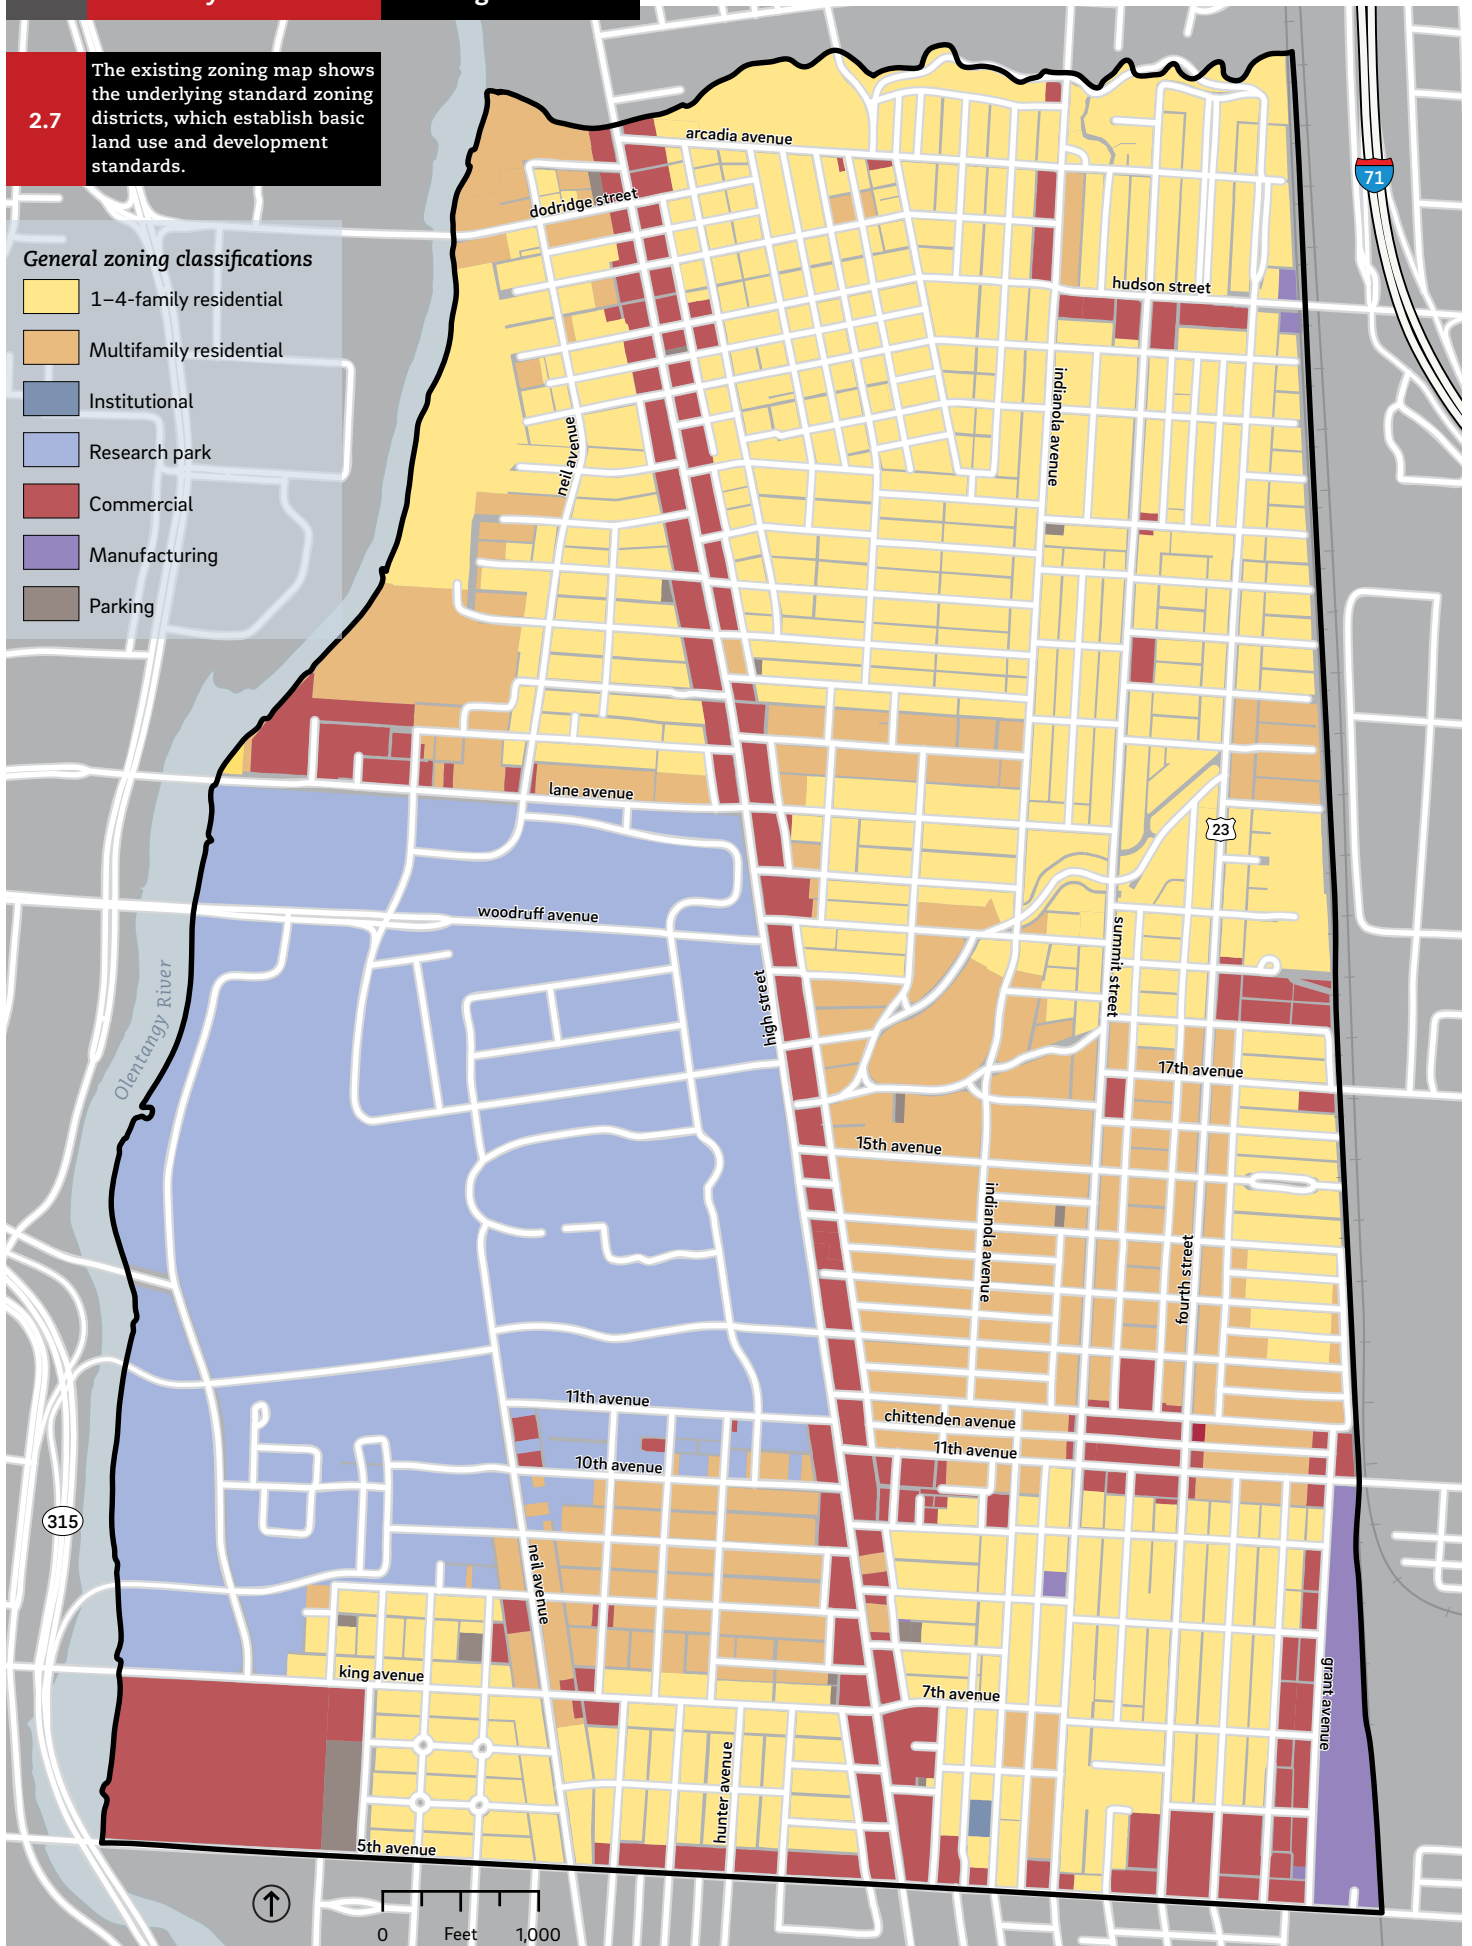 2.7
The existing zoning map shows
the underlying standard zoning
districts, which establish basic
land use and development
standards.
General zoning classifications
1–4-family residential
Multifamily residential
Institutional
Research park
Commercial
Manufacturing
Parking
arcadia avenue
71
dodridge street
hudson street
indianola avenue
neil avenue
lane avenue
23
woodruff avenue
summit street
high street
Olentangy River
17th avenue
15th avenue
indianola avenue
fourth street
11th avenue
chittenden avenue
11th avenue
10th avenue
315
neil avenue
king avenue
7th avenue
grant avenue
hunter avenue
5th avenue
0 Feet 1,000